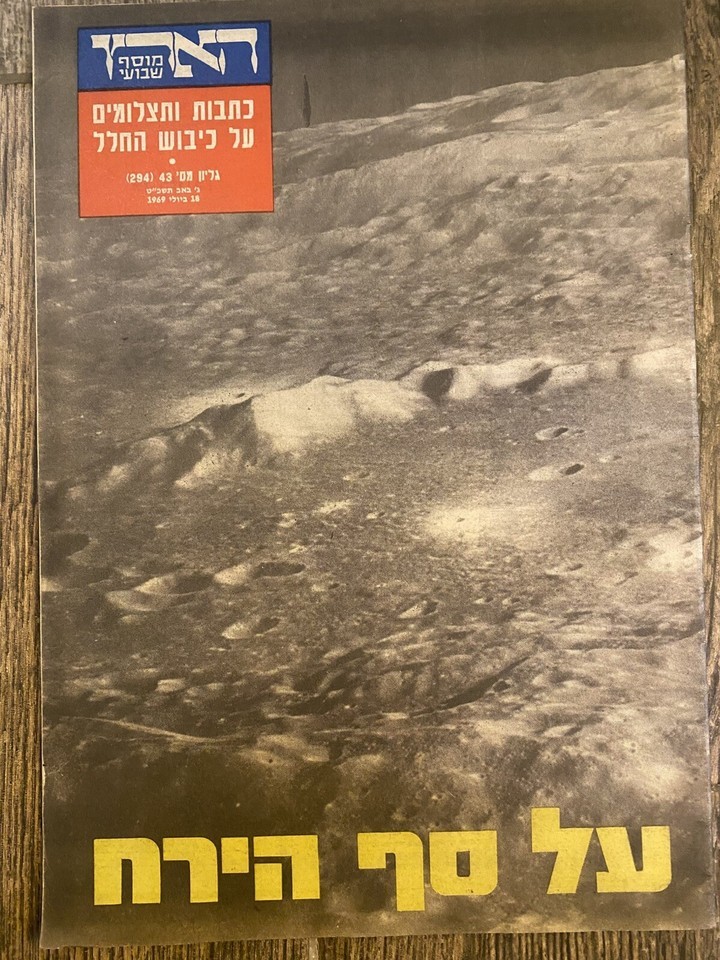 הארץ
מוסף
שבועי
כתבות ותצלומים
על כיבוש החלל
•
גליון מס׳ 43 (294)
ג׳ באב תשכ״ט
18 ביולי 1969
על סף הירח